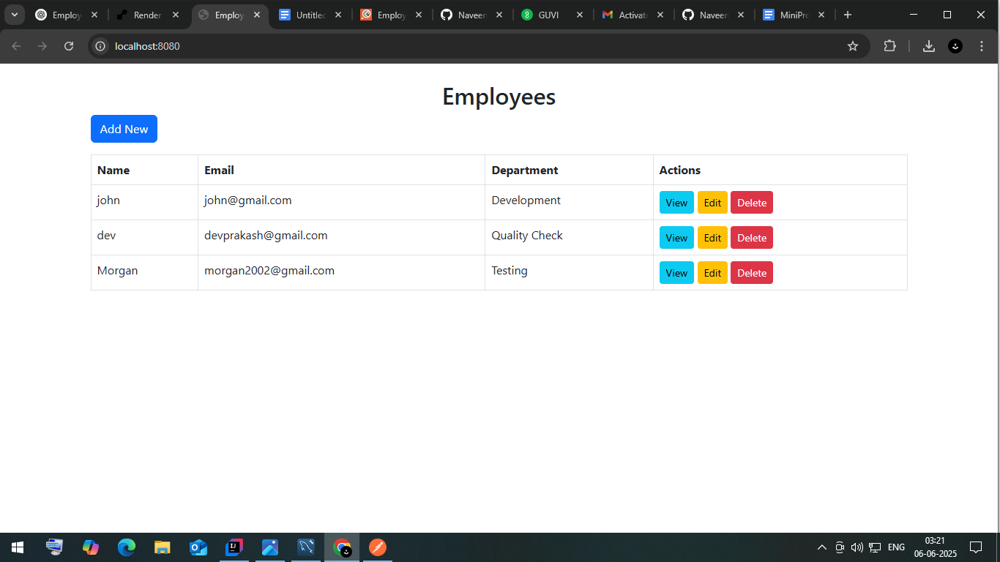 Employ
Render
Employ
Untitled
Employ
Naveen
GUVI
Activate
Naveen
MiniPro
localhost:8080
Employees
Add New
Name Email Department Actions
john john@gmail.com Development View Edit Delete
dev devprakash@gmail.com Quality Check View Edit Delete
Morgan morgan2002@gmail.com Testing View Edit Delete
ENG
03:21
06-06-2025